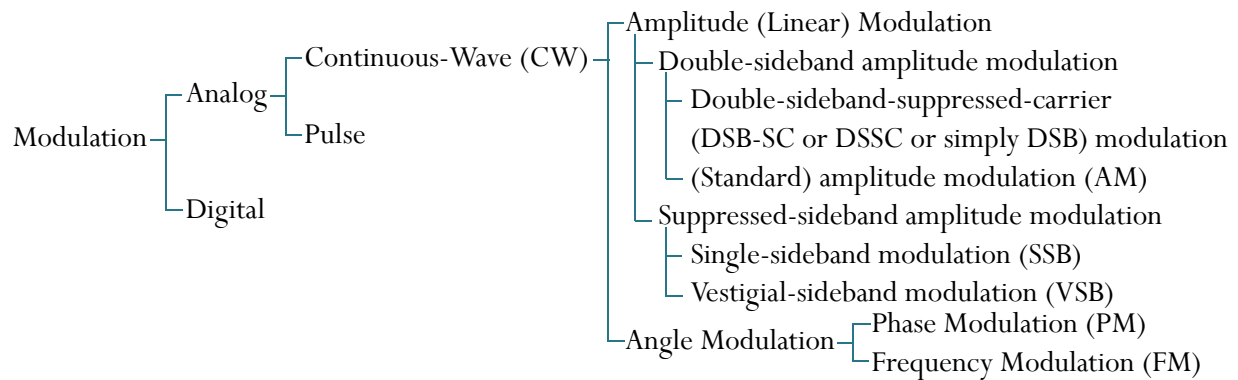 Amplitude (Linear) Modulation
Continuous-Wave (CW)
Double-sideband amplitude modulation
Analog
Double-sideband-suppressed-carrier
Modulation
Pulse
(DSB-SC or DSSC or simply DSB) modulation
(Standard) amplitude modulation (AM)
Digital
Suppressed-sideband amplitude modulation
Single-sideband modulation (SSB)
Vestigial-sideband modulation (VSB)
Phase Modulation (PM)
Angle Modulation
Frequency Modulation (FM)